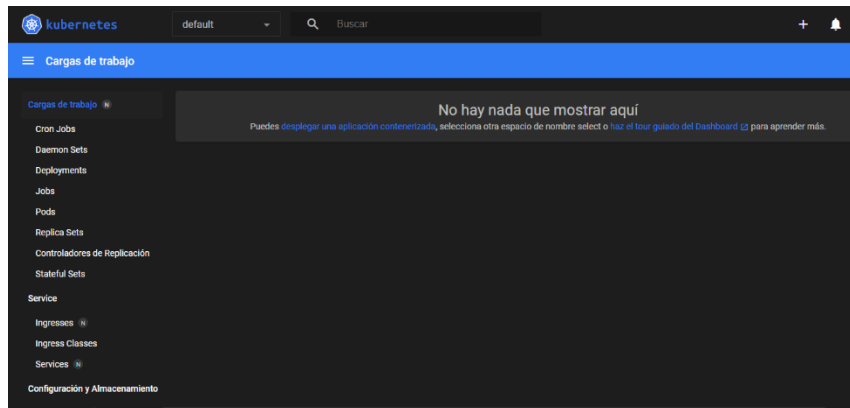 kubernetes
default
Buscar
Cargas de trabajo
Cargas de trabajo N
Cron Jobs
Daemon Sets
Deployments
Jobs
Pods
Replica Sets
Controladores de Replicación
Stateful Sets
Service
Ingresses N
Ingress Classes
Services N
Configuración y Almacenamiento
No hay nada que mostrar aquí
Puedes desplegar una aplicación contenerizada, selecciona otra espacio de nombre select o haz el tour guiado del Dashboard para aprender más.